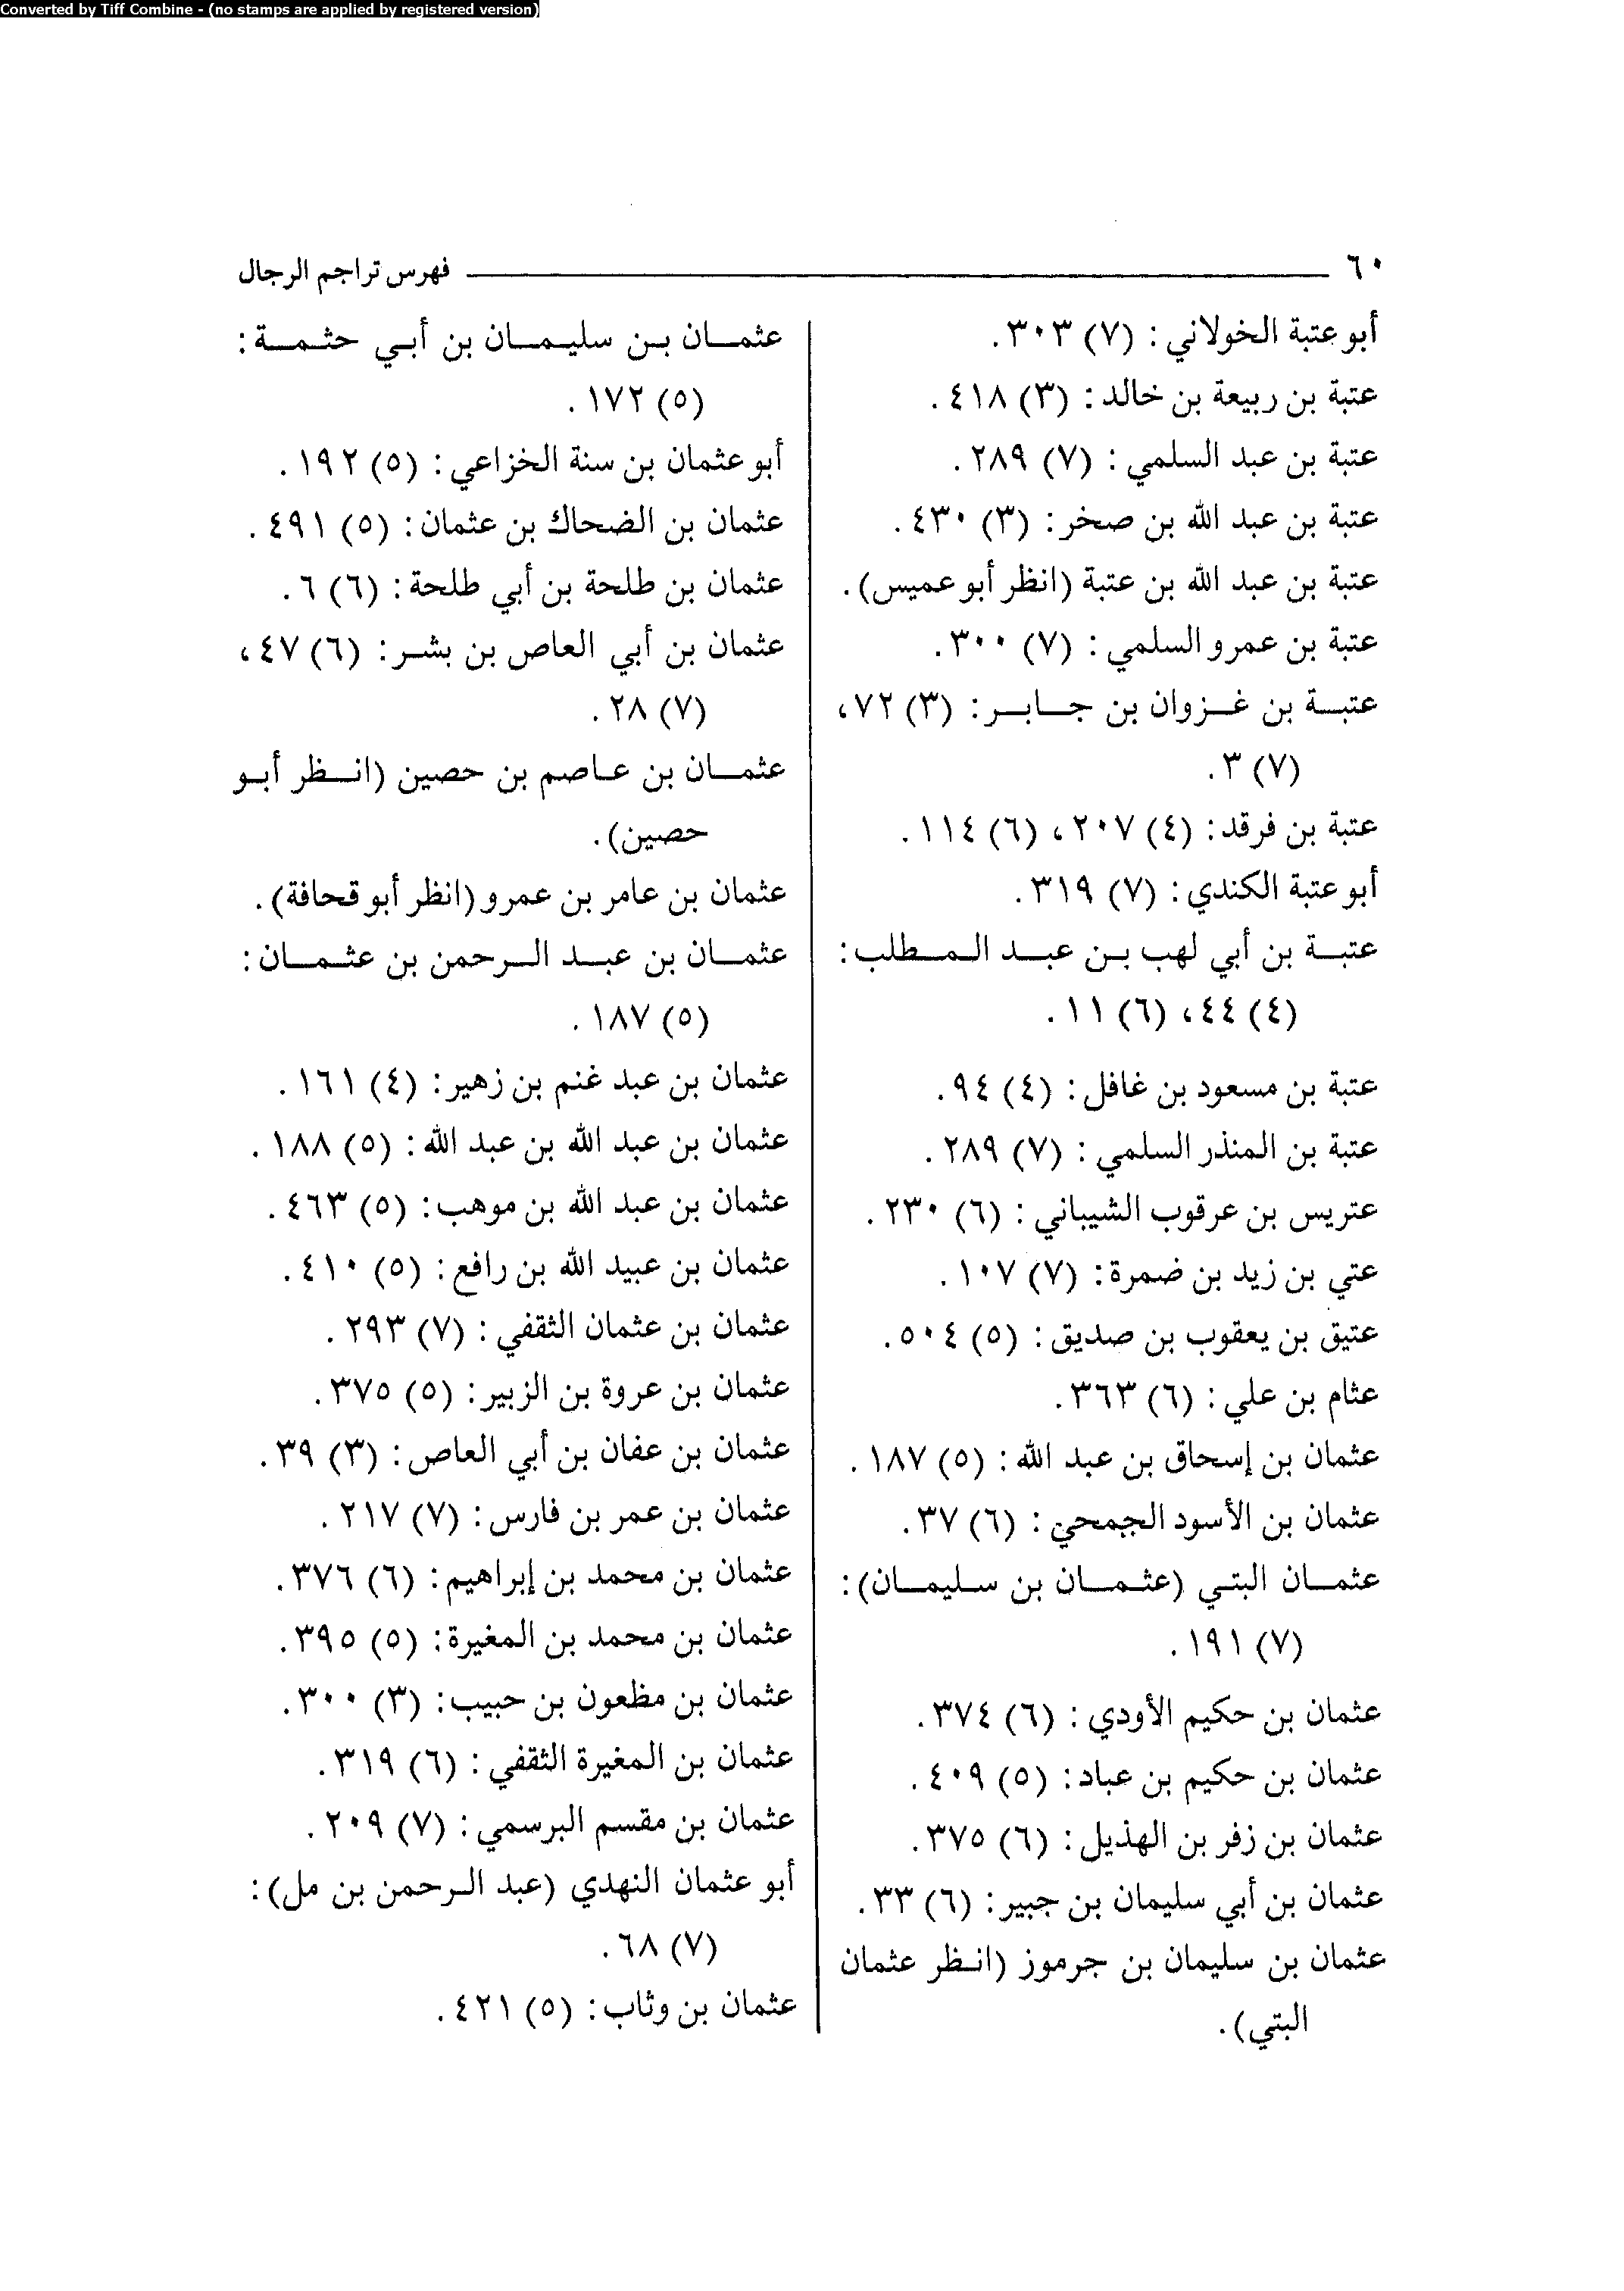 Converted by Tiff Combine - (no stamps are applied by registered version)
٦٠ فهرس تراجم الرجال
أبو عتبة الخولاني: (٧) ٣٠٣.
عتبة بن ربيعة بن خالد: (٣) ٤١٨.
عتبة بن عبد السلمي: (٧) ٢٨٩.
عتبة بن عبد الله بن صخر: (٣) ٤٣٠.
عتبة بن عبد الله بن عتبة (انظر أبو عميس).
عتبة بن عمرو السلمي: (٧) ٣٠٠.
عتبة بن غزوان بن جابر: (٣) ٧٢،
(٧) ٣.
عتبة بن فرقد: (٤) ٢٠٧، (٦) ١١٤.
أبو عتبة الكندي: (٧) ٣١٩.
عتبة بن أبي لهب بن عبد المطلب:
(٤) ٤٤، (٦) ١١.
عتبة بن مسعود بن غافل: (٤) ٩٤.
عتبة بن المنذر السلمي: (٧) ٢٨٩.
عتريس بن عرقوب الشيباني: (٦) ٢٣٠.
عتي بن زيد بن ضمرة: (٧) ١٠٧.
عتيق بن يعقوب بن صديق: (٥) ٥٠٤.
عثام بن علي: (٦) ٣٦٣.
عثمان بن إسحاق بن عبد الله: (٥) ١٨٧.
عثمان بن الأسود الجمحي: (٦) ٣٧.
عثمان البتي (عثمان بن سليمان):
(٧) ١٩١.
عثمان بن حكيم الأودي: (٦) ٣٧٤.
عثمان بن حكيم بن عباد: (٥) ٤٠٩.
عثمان بن زفر بن الهذيل: (٦) ٣٧٥.
عثمان بن أبي سليمان بن جبير: (٦) ٣٣.
عثمان بن سليمان بن جرموز (انظر عثمان
البتي).
عثمان بن سليمان بن أبي حثمة:
(٥) ١٧٢.
أبو عثمان بن سنة الخزاعي: (٥) ١٩٢.
عثمان بن الضحاك بن عثمان: (٥) ٤٩١.
عثمان بن طلحة بن أبي طلحة: (٦) ٦.
عثمان بن أبي العاص بن بشر: (٦) ٤٧،
(٧) ٢٨.
عثمان بن عاصم بن حصين (انظر أبو
حصين).
عثمان بن عامر بن عمرو (انظر أبو قحافة).
عثمان بن عبد الرحمن بن عثمان:
(٥) ١٨٧.
عثمان بن عبد غنم بن زهير: (٤) ١٦١.
عثمان بن عبد الله بن عبد الله: (٥) ١٨٨.
عثمان بن عبد الله بن موهب: (٥) ٤٦٣.
عثمان بن عبيد الله بن رافع: (٥) ٤١٠.
عثمان بن عثمان الثقفي: (٧) ٢٩٣.
عثمان بن عروة بن الزبير: (٥) ٣٧٥.
عثمان بن عفان بن أبي العاص: (٣) ٣٩.
عثمان بن عمر بن فارس: (٧) ٢١٧.
عثمان بن محمد بن إبراهيم: (٦) ٣٧٦.
عثمان بن محمد بن المغيرة: (٥) ٣٩٥.
عثمان بن مظعون بن حبيب: (٣) ٣٠٠.
عثمان بن المغيرة الثقفي: (٦) ٣١٩.
عثمان بن مقسم البرسمي: (٧) ٢٠٩.
أبو عثمان النهدي (عبد الرحمن بن مل):
(٧) ٦٨.
عثمان بن وثاب: (٥) ٤٢١.